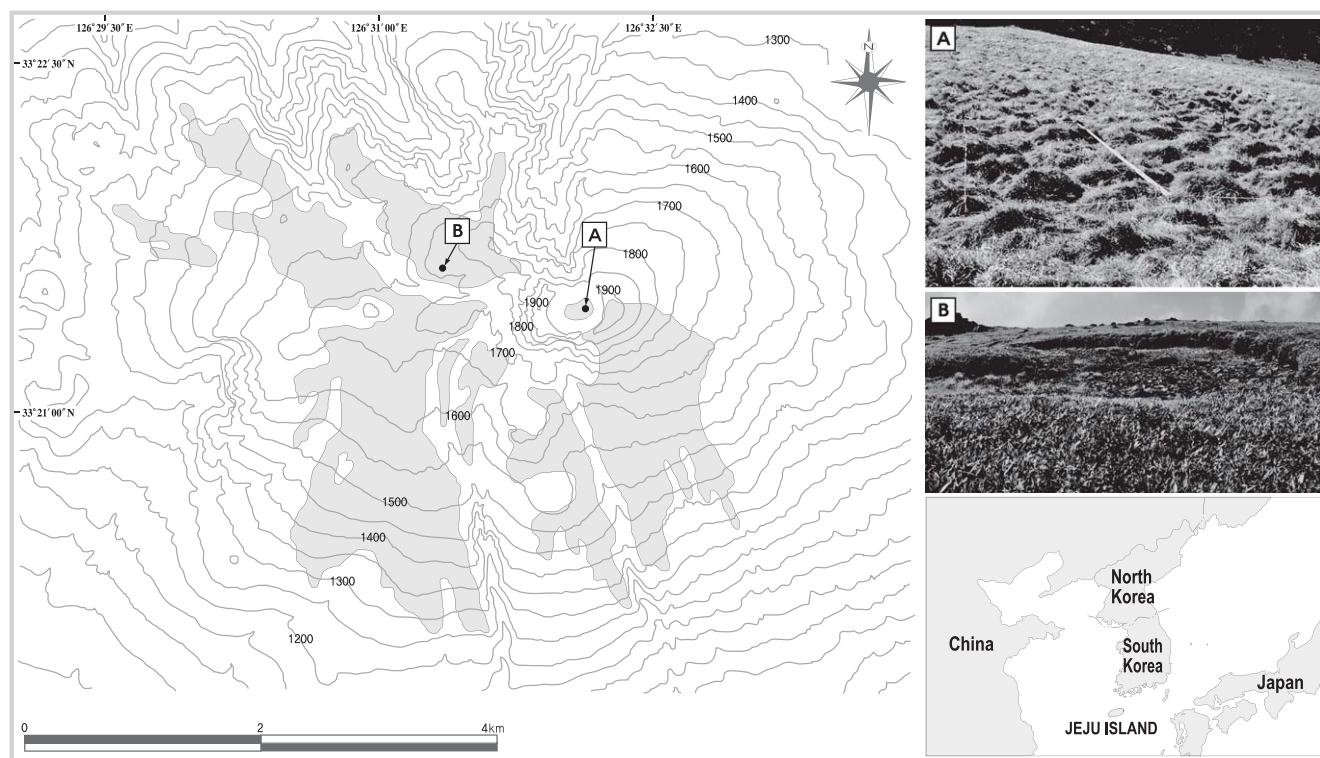 126°29′30″E
126°31′00″E
126°32′30″E
33°22′30″N
33°21′00″N
N
1300
1400
1500
1600
1700
1800
1900
1900
1800
1700
1600
1500
1400
1300
1200
B
A
0
2
4km
A
B
North
Korea
China
South
Korea
Japan
JEJU ISLAND